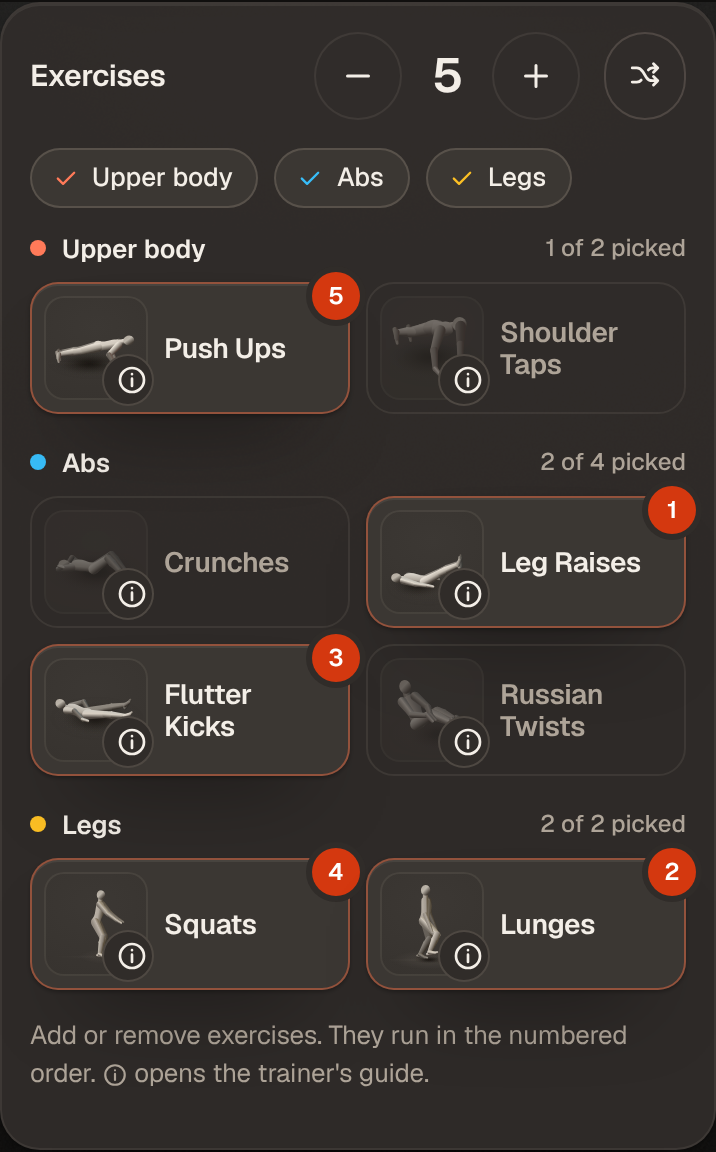 Exercises
5
Upper body
Abs
Legs
Upper body
1 of 2 picked
5
Push Ups
Shoulder
Taps
Abs
2 of 4 picked
Crunches
1
Leg Raises
3
Flutter
Kicks
Russian
Twists
Legs
2 of 2 picked
4
Squats
2
Lunges
Add or remove exercises. They run in the numbered
order. ⓘ opens the trainer's guide.